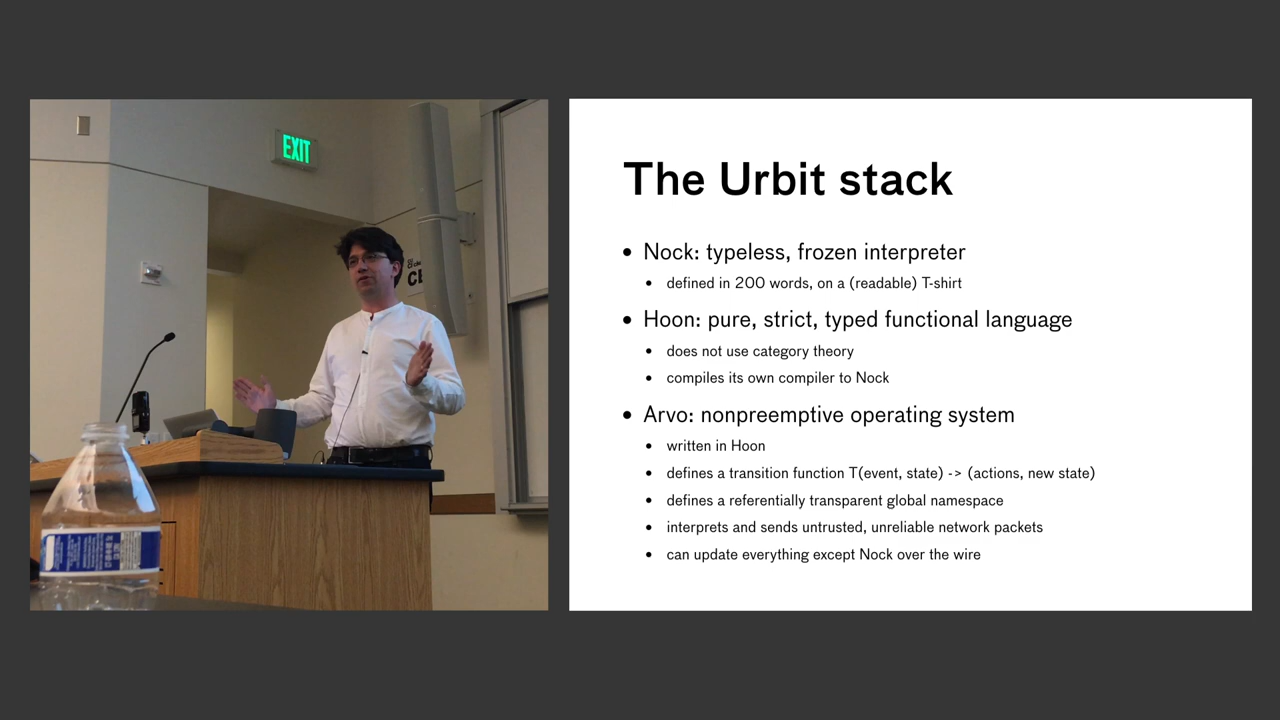 EXIT
The Urbit stack
• Nock: typeless, frozen interpreter
• defined in 200 words, on a (readable) T-shirt
• Hoon: pure, strict, typed functional language
• does not use category theory
• compiles its own compiler to Nock
• Arvo: nonpreemptive operating system
• written in Hoon
• defines a transition function T(event, state) -> (actions, new state)
• defines a referentially transparent global namespace
• interprets and sends untrusted, unreliable network packets
• can update everything except Nock over the wire